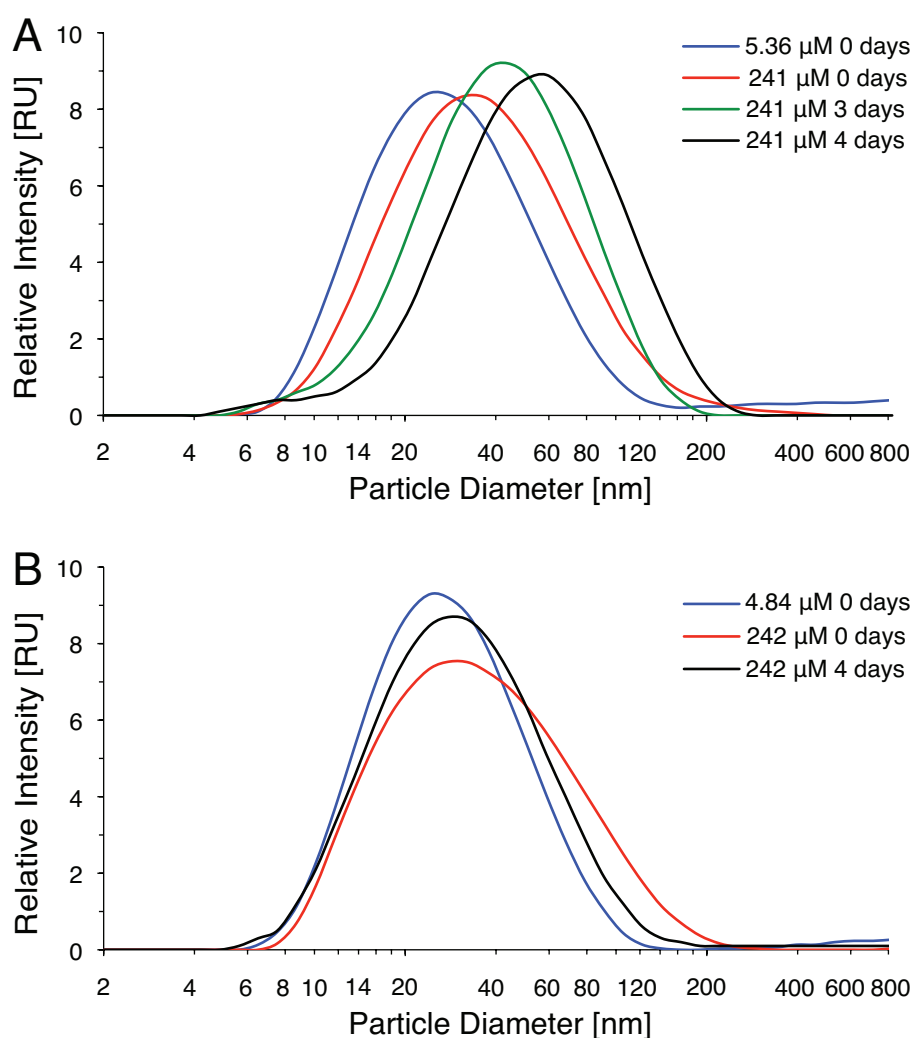 A
10
8
6
4
2
0
Relative Intensity [RU]
5.36 µM 0 days
241 µM 0 days
241 µM 3 days
241 µM 4 days
2 4 6 8 10 14 20 40 60 80 120 200 400 600 800
Particle Diameter [nm]
B
10
8
6
4
2
0
Relative Intensity [RU]
4.84 µM 0 days
242 µM 0 days
242 µM 4 days
2 4 6 8 10 14 20 40 60 80 120 200 400 600 800
Particle Diameter [nm]